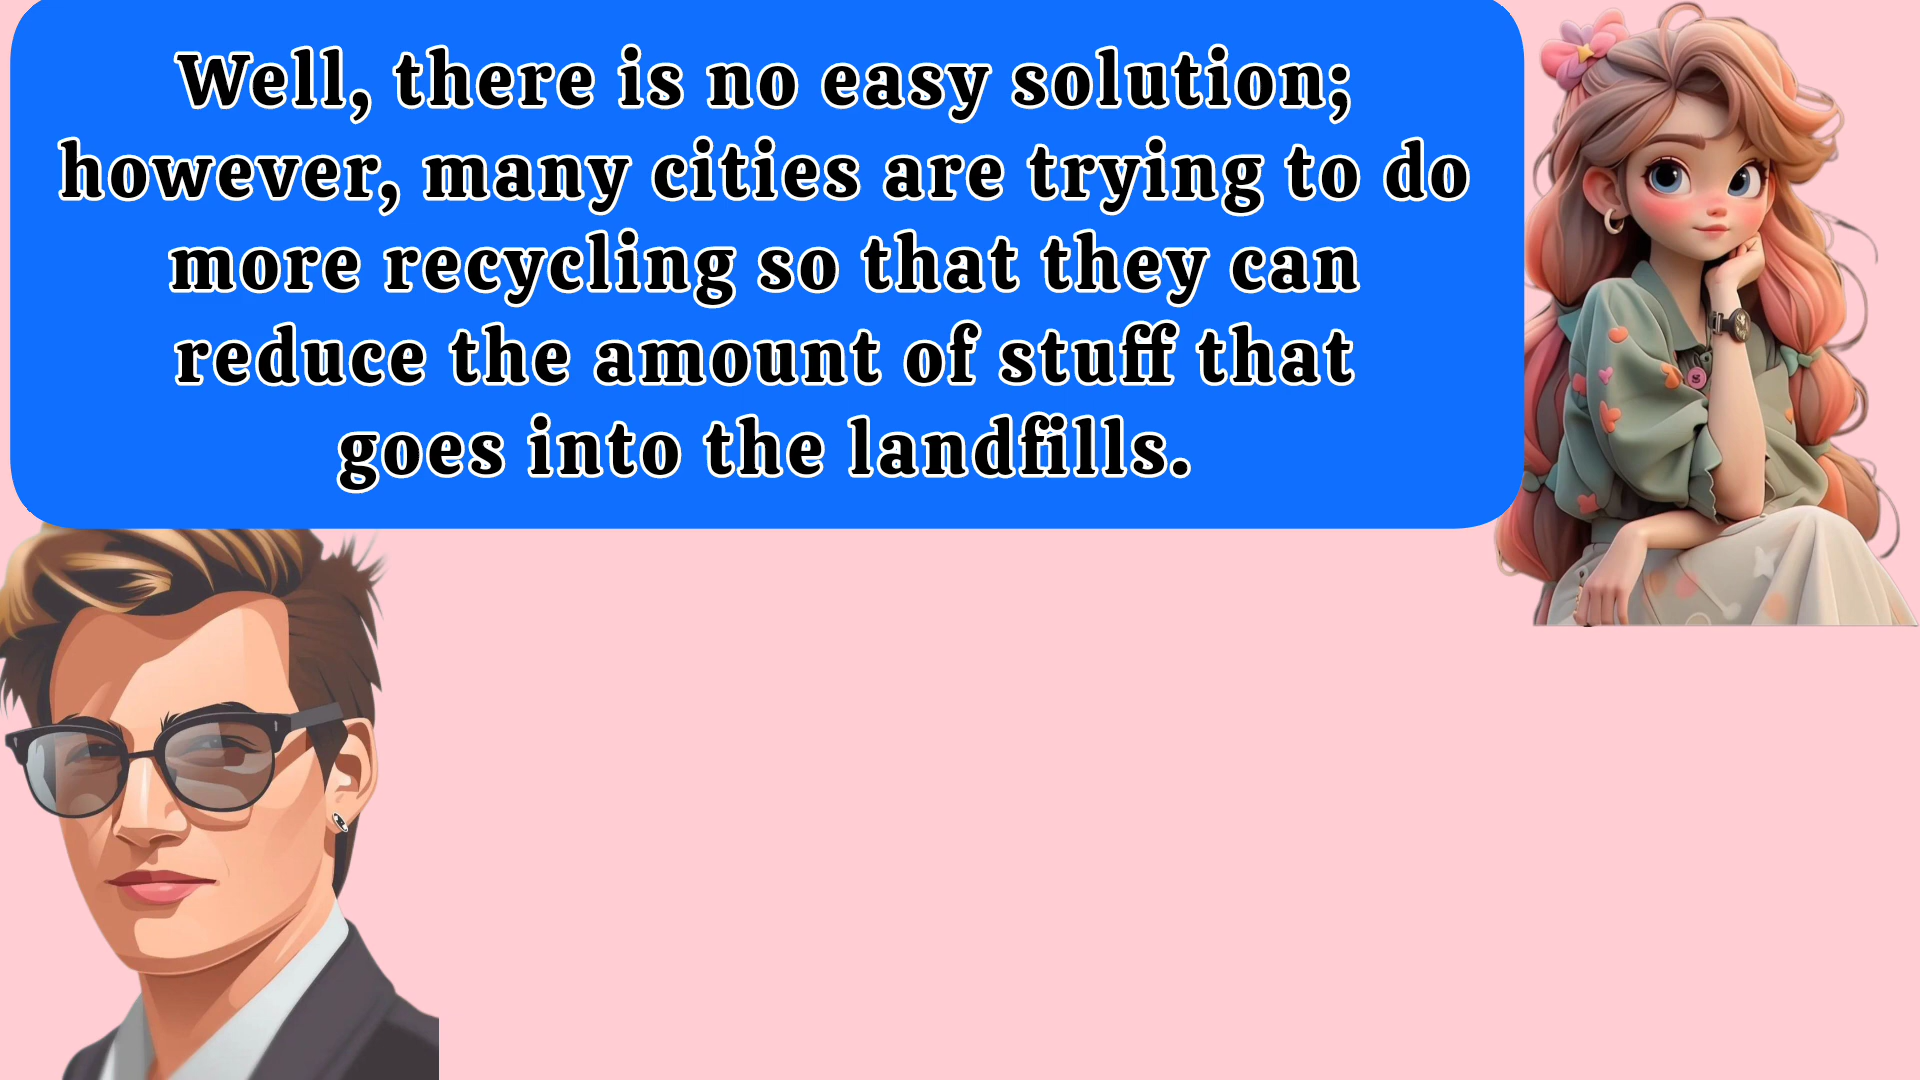 Well, there is no easy solution;
however, many cities are trying to do
more recycling so that they can
reduce the amount of stuff that
goes into the landfills.